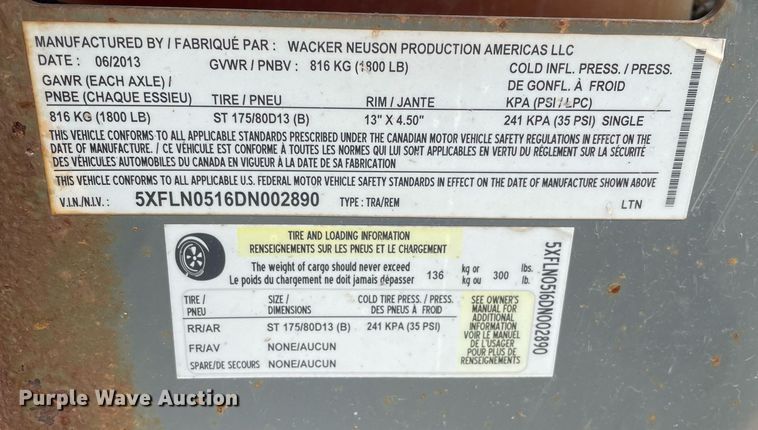 MANUFACTURED BY / FABRIQUÉ PAR : WACKER NEUSON PRODUCTION AMERICAS LLC
DATE : 06/2013 GVWR / PNBV : 816 KG (1800 LB)
COLD INFL. PRESS. / PRESS.
GAWR (EACH AXLE) / DE GONFL. À FROID
PNBE (CHAQUE ESSIEU) TIRE / PNEU RIM / JANTE KPA (PSI / LPC)
816 KG (1800 LB) ST 175/80D13 (B) 13" X 4.50" 241 KPA (35 PSI) SINGLE
THIS VEHICLE CONFORMS TO ALL APPLICABLE STANDARDS PRESCRIBED UNDER THE CANADIAN MOTOR VEHICLE SAFETY REGULATIONS IN EFFECT ON THE
DATE OF MANUFACTURE. / CE VÉHICULE EST CONFORME À TOUTES LES NORMES QUI LUI SONT APPLICABLES EN VERTU DU RÈGLEMENT SUR LA SÉCURITÉ
DES VÉHICULES AUTOMOBILES DU CANADA EN VIGUEUR À LA DATE DE SA FABRICATION
THIS VEHICLE CONFORMS TO ALL APPLICABLE U.S. FEDERAL MOTOR VEHICLE SAFETY STANDARDS IN EFFECT ON THE DATE OF MANUFACTURE SHOWN ABOVE
V.I.N./N.I.V. : 5XFLN0516DN002890 TYPE : TRA/REM LTN
TIRE AND LOADING INFORMATION
RENSEIGNEMENTS SUR LES PNEUS ET LE CHARGEMENT
The weight of cargo should never exceed
Le poids du chargement ne doit jamais dépasser
136 kg or 300 lbs.
kg ou lb.
TIRE / PNEU
SIZE / DIMENSIONS
COLD TIRE PRESS. / PRESS.
DES PNEUS À FROID
RR/AR ST 175/80D13 (B) 241 KPA (35 PSI)
FR/AV NONE/AUCUN
SPARE/DE SECOURS NONE/AUCUN
SEE OWNER'S
MANUAL FOR
ADDITIONAL
INFORMATION
VOIR LE MANUEL
DE L'USAGER
POUR PLUS DE
RENSEIGNEMENTS
5XFLN0516DN002890
Purple Wave Auction